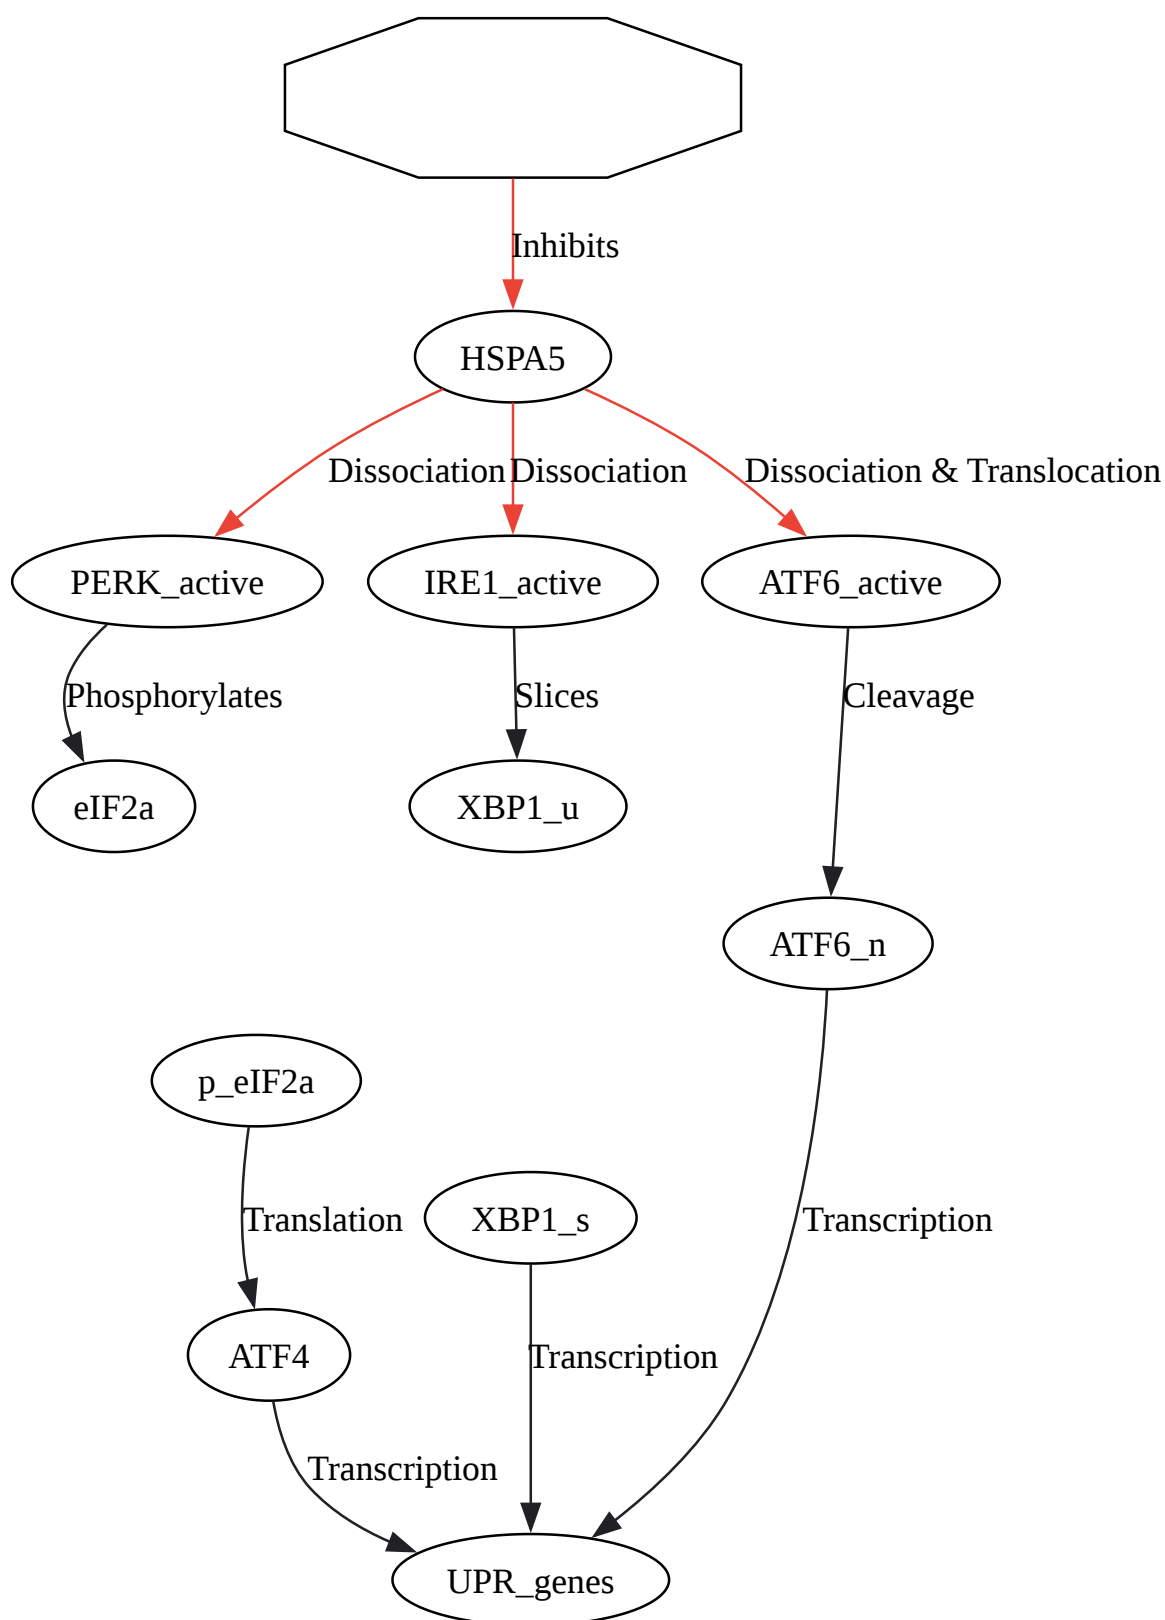 Inhibits
HSPA5
Dissociation
Dissociation
Dissociation & Translocation
PERK_active
IRE1_active
ATF6_active
Phosphorylates
Slices
Cleavage
eIF2a
XBP1_u
ATF6_n
p_eIF2a
XBP1_s
Translation
Transcription
ATF4
Transcription
Transcription
UPR_genes